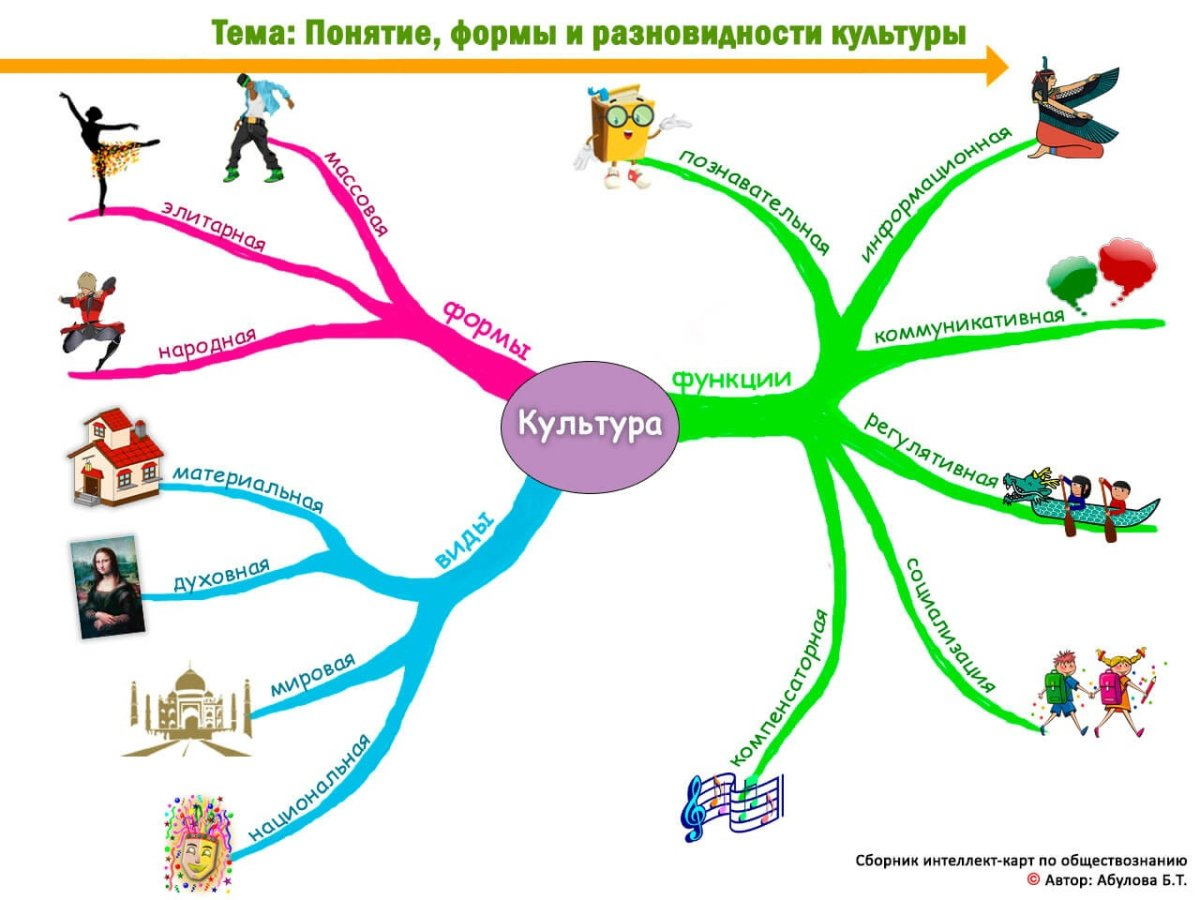 Тема: Понятие, формы и разновидности культуры
массовая
элитарная
народная
формы
познавательная
информационная
коммуникативная
функции
Культура
регулятивная
социализация
компенсаторная
материальная
духовная
виды
мировая
национальная
Сборник интеллект-карт по обществознанию
© Автор: Абулова Б.Т.